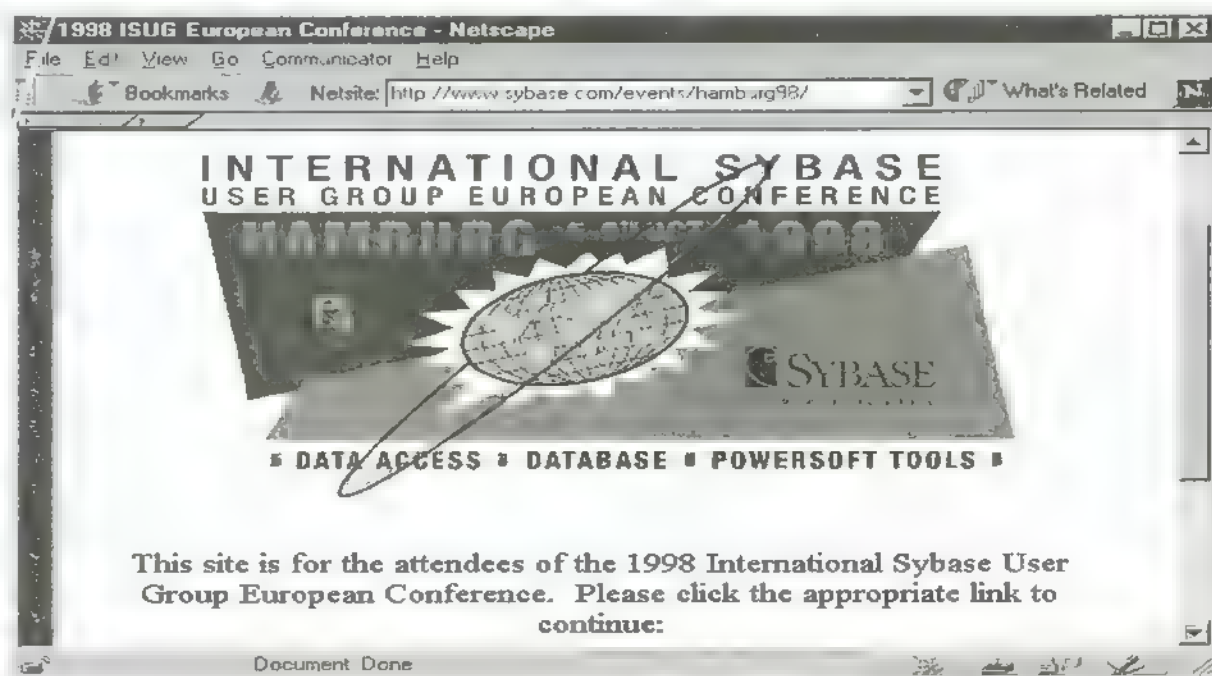 1998 ISUG European Conference - Netscape
File Edit View Go Communicator Help
Bookmarks Netsite: http://www.sybase.com/events/hamburg98/ What's Related N
INTERNATIONAL SYBASE
USER GROUP EUROPEAN CONFERENCE
HAMBURG 1998
SYBASE
DATA ACCESS DATABASE POWERSOFT TOOLS
This site is for the attendees of the 1998 International Sybase User
Group European Conference. Please click the appropriate link to
continue:
Document Done